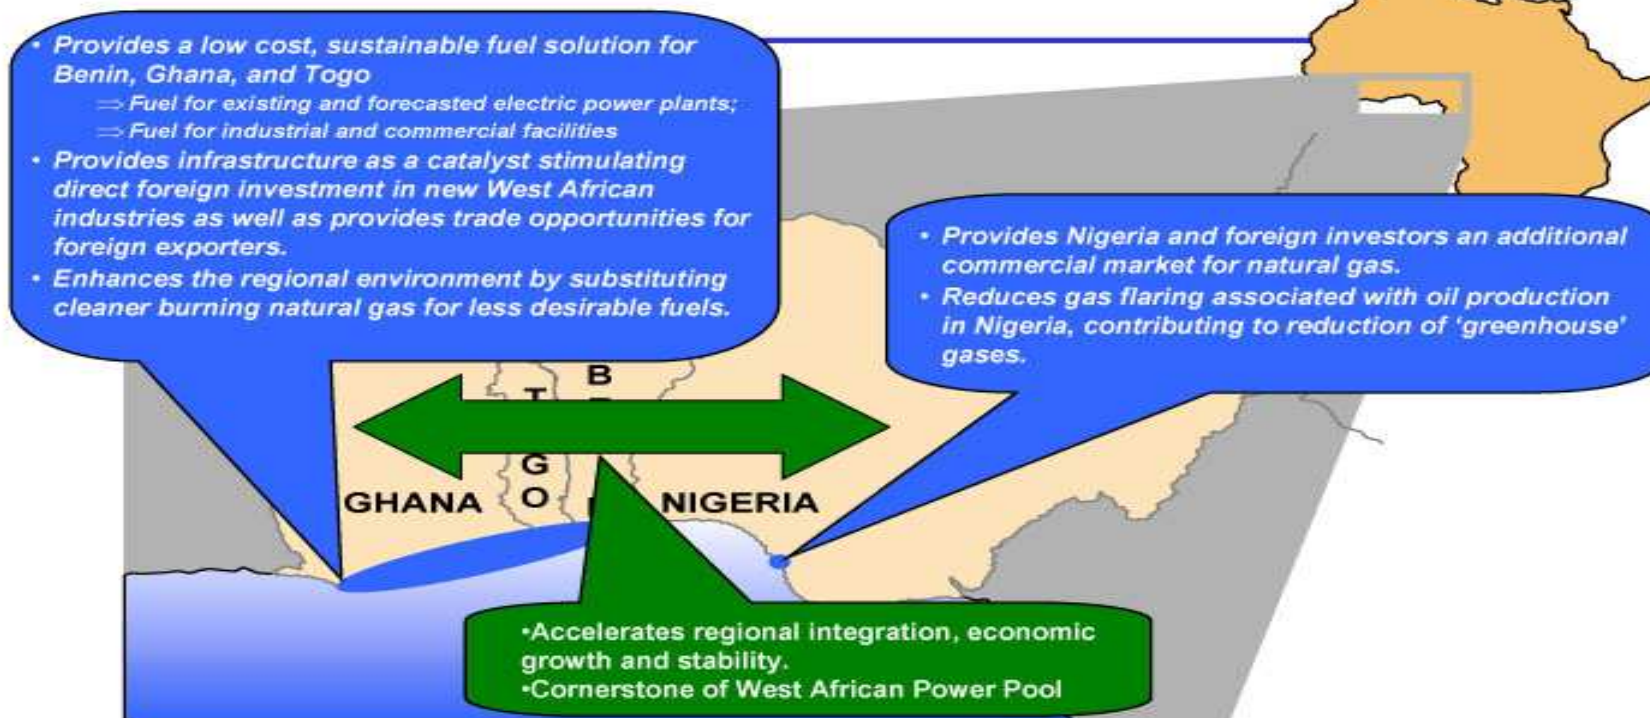 • Provides a low cost, sustainable fuel solution for
Benin, Ghana, and Togo
⇒ Fuel for existing and forecasted electric power plants;
⇒ Fuel for industrial and commercial facilities
• Provides infrastructure as a catalyst stimulating
direct foreign investment in new West African
industries as well as provides trade opportunities for
foreign exporters.
• Enhances the regional environment by substituting
cleaner burning natural gas for less desirable fuels.
• Provides Nigeria and foreign investors an additional
commercial market for natural gas.
• Reduces gas flaring associated with oil production
in Nigeria, contributing to reduction of ‘greenhouse’
gases.
B
T
G
O
GHANA
NIGERIA
•Accelerates regional integration, economic
growth and stability.
•Cornerstone of West African Power Pool